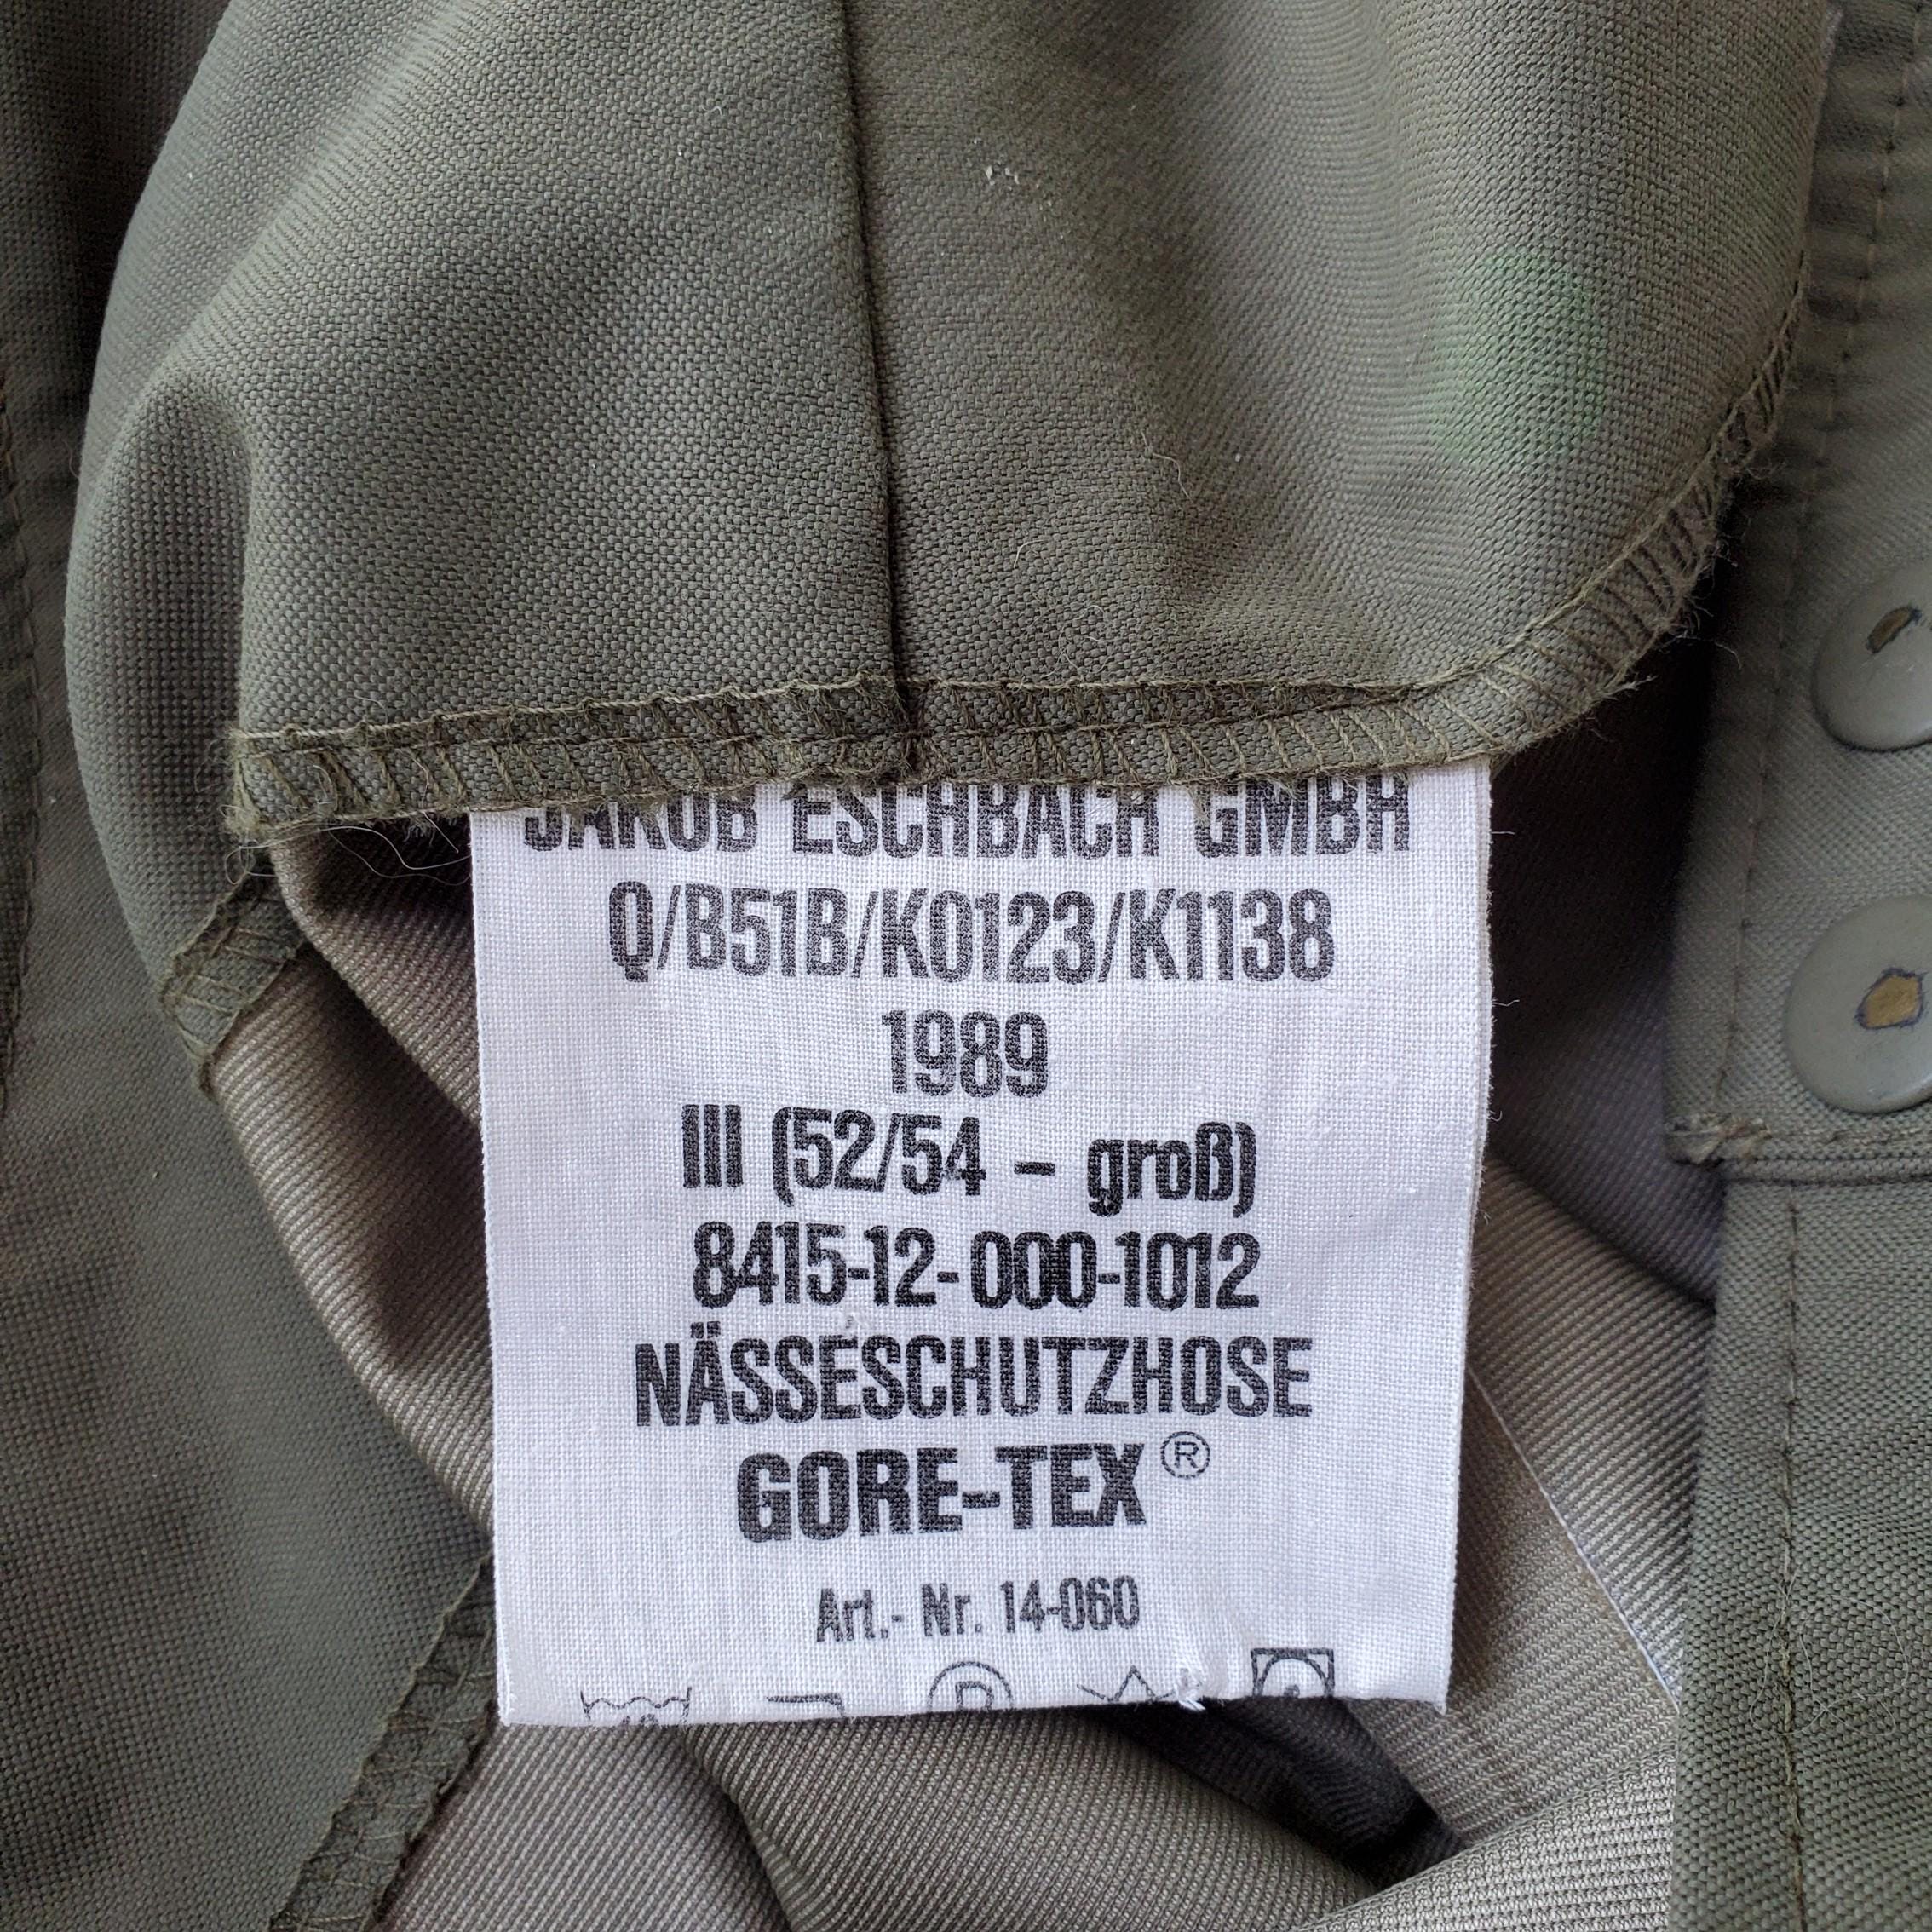 JAKOB ESCHBACH GMBH
Q/B51B/K0123/K1138
1989
III (52/54 - groß)
8415-12-000-1012
NÄSSESCHUTZHOSE
GORE-TEX®
Art.- Nr. 14-060
P